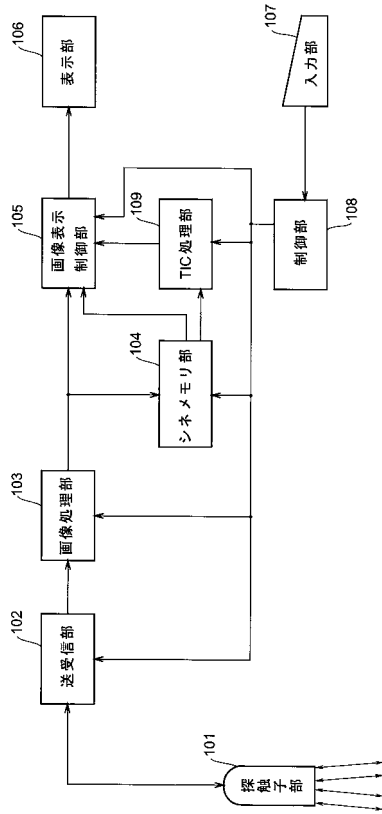 101
探触子部
102
送受信部
103
画像処理部
104
シネメモリ部
105
画像表示
制御部
106
表示部
109
TIC処理部
107
入力部
108
制御部